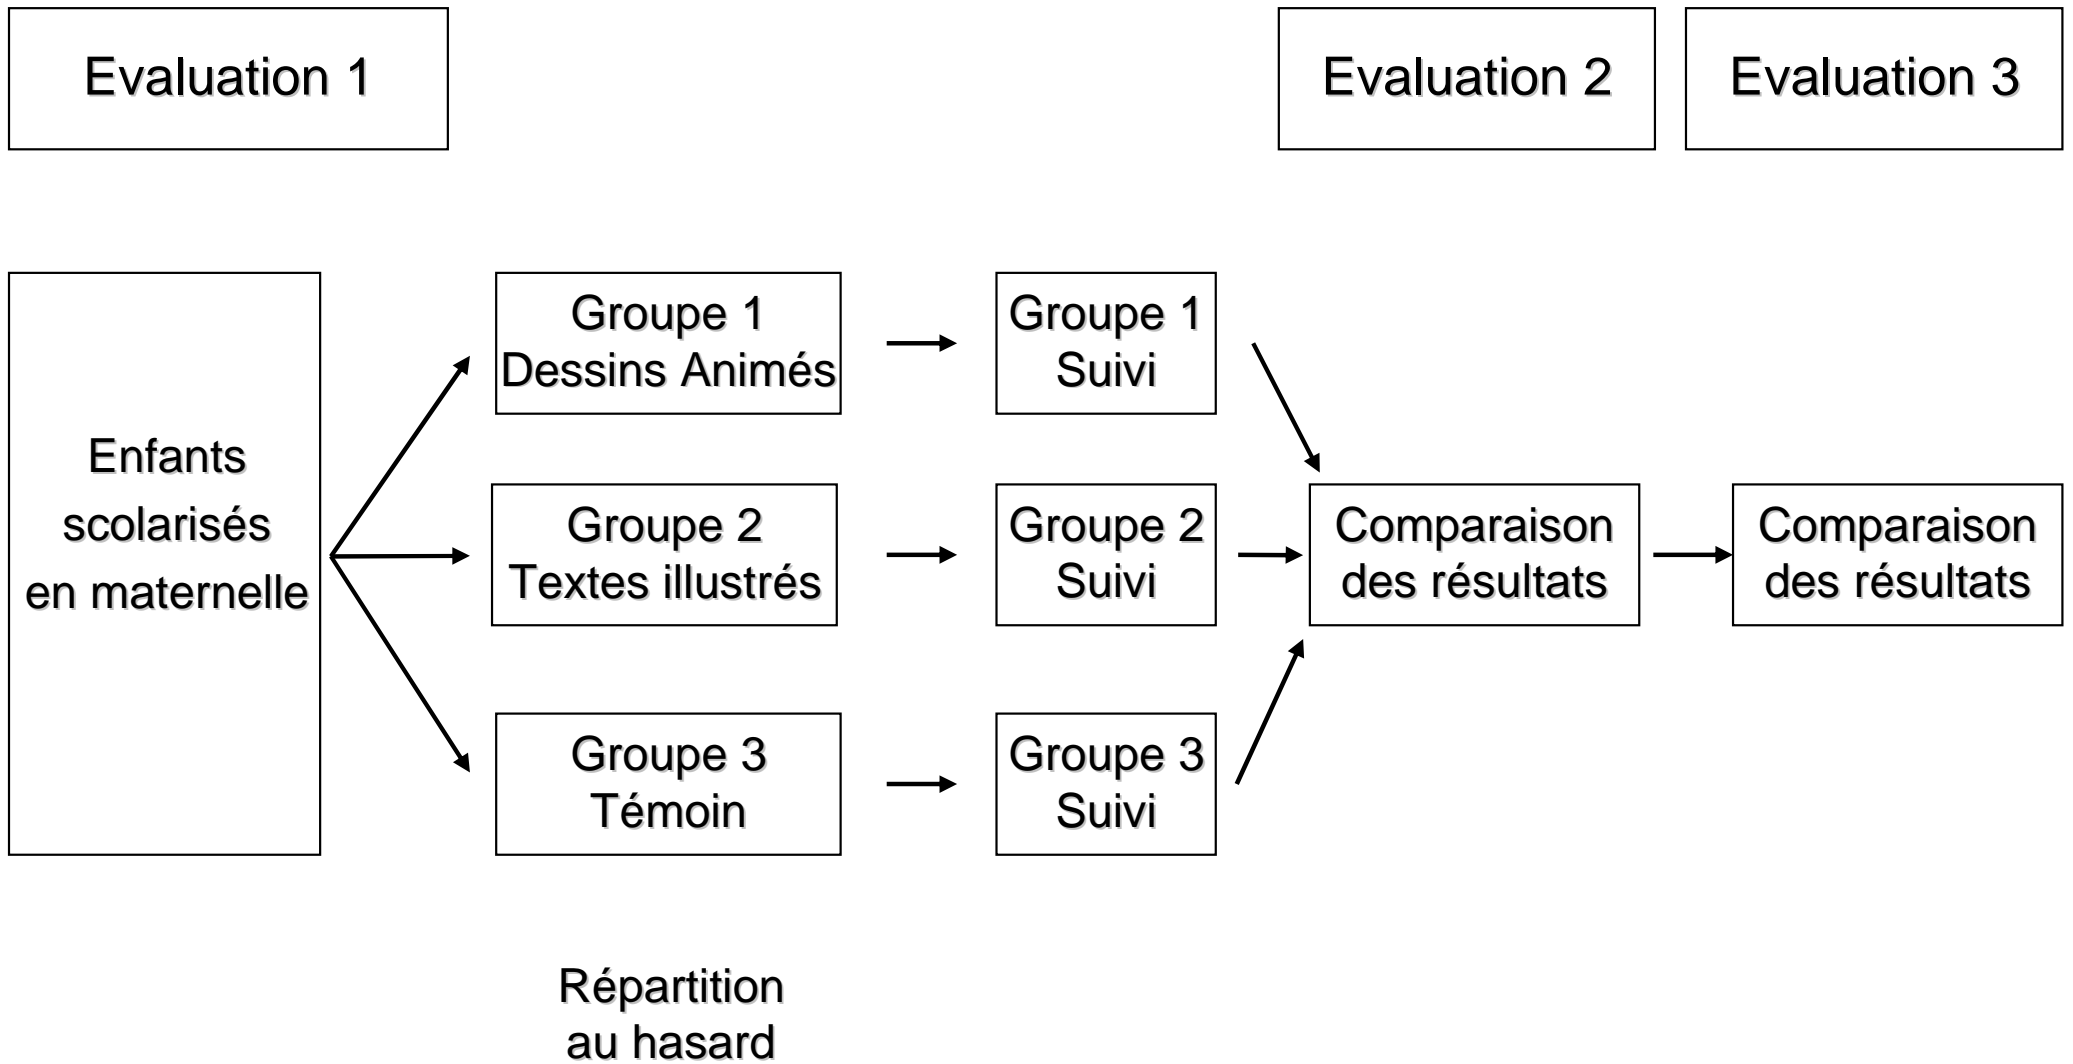 Evaluation 1
Evaluation 2
Evaluation 3
Enfants
scolarisés
en maternelle
Groupe 1
Dessins Animés
Groupe 1
Suivi
Groupe 2
Textes illustrés
Groupe 2
Suivi
Comparaison
des résultats
Comparaison
des résultats
Groupe 3
Témoin
Groupe 3
Suivi
Répartition
au hasard